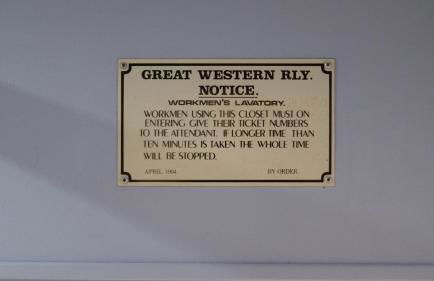 GREAT WESTERN RLY.
NOTICE.
WORKMEN'S LAVATORY.
WORKMEN USING THIS CLOSET MUST ON
ENTERING GIVE THEIR TICKET NUMBERS
TO THE ATTENDANT. IF LONGER TIME THAN
TEN MINUTES IS TAKEN THE WHOLE TIME
WILL BE STOPPED.
APRIL, 1904. BY ORDER.